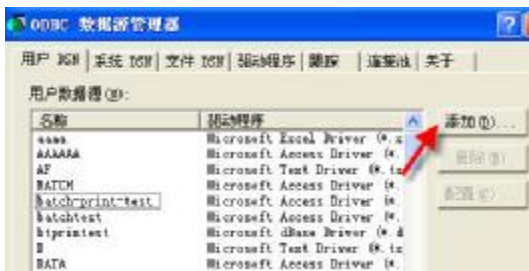 ODBC 数据源管理器
用户 DSN 系统 DSN 文件 DSN 驱动程序 跟踪 连接池 关于
用户数据源(U):
名称 驱动程序
aaaa Microsoft Excel Driver (*.x
AAAAAA Microsoft Access Driver (*.
AF Microsoft Text Driver (*.tx
BATCH Microsoft Access Driver (*.
batch-print-test Microsoft Access Driver (*.
batchtest Microsoft Access Driver (*.
btprintest Microsoft dBase Driver (*.d
D Microsoft Text Driver (*.tx
DATA Microsoft Access Driver (*.
添加(D)...
删除(R)
配置(C)...